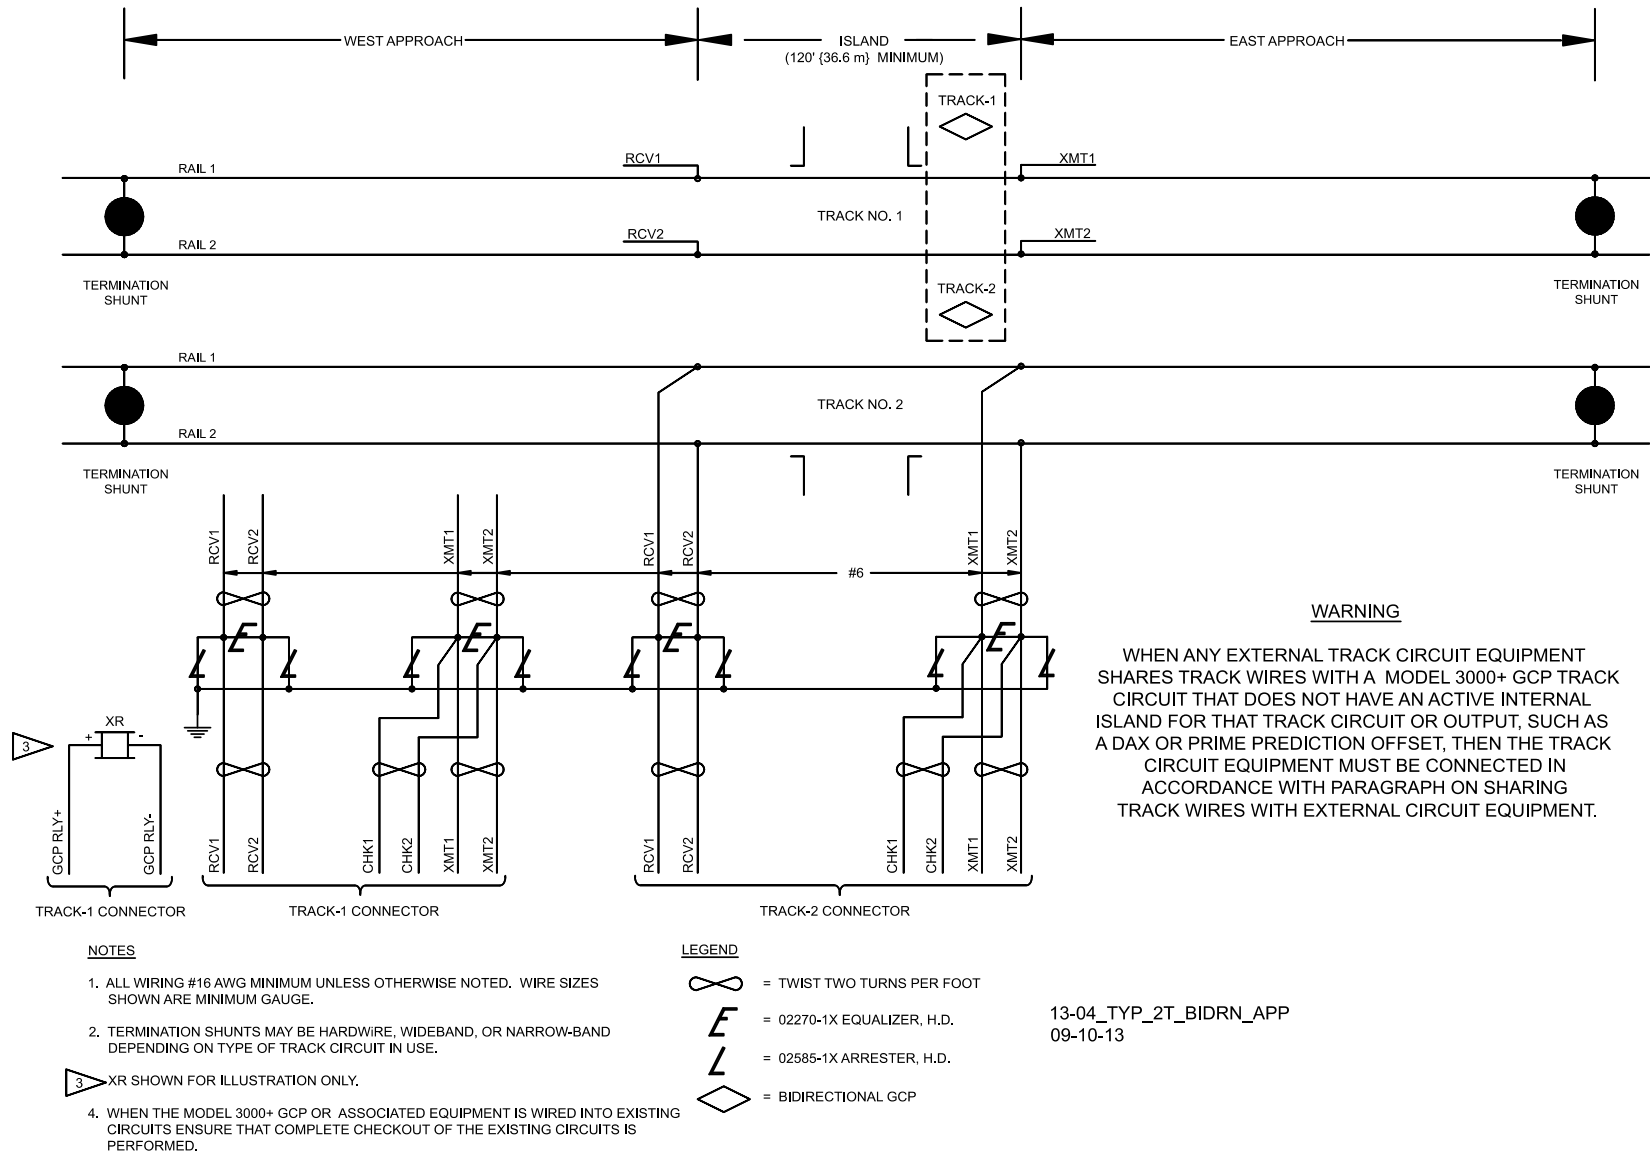 WEST APPROACH
ISLAND
(120' {36.6 m} MINIMUM)
EAST APPROACH
TRACK-1
RCV1
XMT1
RAIL 1
TRACK NO. 1
RCV2
XMT2
RAIL 2
TERMINATION
SHUNT
TRACK-2
TERMINATION
SHUNT
RAIL 1
TRACK NO. 2
RAIL 2
TERMINATION
SHUNT
TERMINATION
SHUNT
RCV1
RCV2
XMT1
XMT2
RCV1
RCV2
XMT1
XMT2
#6
WARNING
WHEN ANY EXTERNAL TRACK CIRCUIT EQUIPMENT
SHARES TRACK WIRES WITH A MODEL 3000+ GCP TRACK
CIRCUIT THAT DOES NOT HAVE AN ACTIVE INTERNAL
ISLAND FOR THAT TRACK CIRCUIT OR OUTPUT, SUCH AS
A DAX OR PRIME PREDICTION OFFSET, THEN THE TRACK
CIRCUIT EQUIPMENT MUST BE CONNECTED IN
ACCORDANCE WITH PARAGRAPH ON SHARING
TRACK WIRES WITH EXTERNAL CIRCUIT EQUIPMENT.
XR
3
+
-
GCP RLY+
GCP RLY-
RCV1
RCV2
CHK1
CHK2
XMT1
XMT2
RCV1
RCV2
CHK1
CHK2
XMT1
XMT2
TRACK-1 CONNECTOR
TRACK-1 CONNECTOR
TRACK-2 CONNECTOR
NOTES
1. ALL WIRING #16 AWG MINIMUM UNLESS OTHERWISE NOTED. WIRE SIZES
SHOWN ARE MINIMUM GAUGE.
2. TERMINATION SHUNTS MAY BE HARDWiRE, WIDEBAND, OR NARROW-BAND
DEPENDING ON TYPE OF TRACK CIRCUIT IN USE.
3 XR SHOWN FOR ILLUSTRATION ONLY.
4. WHEN THE MODEL 3000+ GCP OR ASSOCIATED EQUIPMENT IS WIRED INTO EXISTING
CIRCUITS ENSURE THAT COMPLETE CHECKOUT OF THE EXISTING CIRCUITS IS
PERFORMED.
LEGEND
= TWIST TWO TURNS PER FOOT
= 02270-1X EQUALIZER, H.D.
= 02585-1X ARRESTER, H.D.
= BIDIRECTIONAL GCP
13-04_TYP_2T_BIDRN_APP
09-10-13